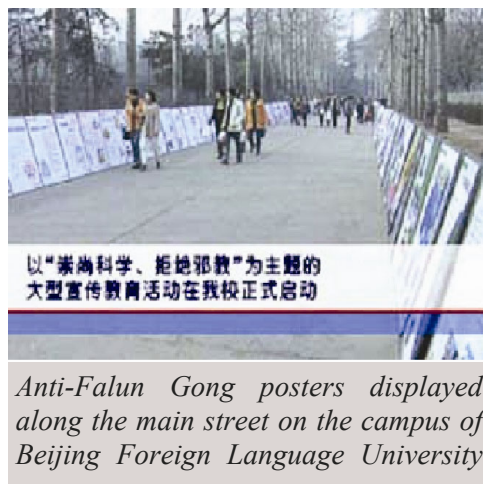 以“崇尚科学、拒绝邪教”为主题的
大型宣传教育活动在我校正式启动
Anti-Falun Gong posters displayed
along the main street on the campus of
Beijing Foreign Language University